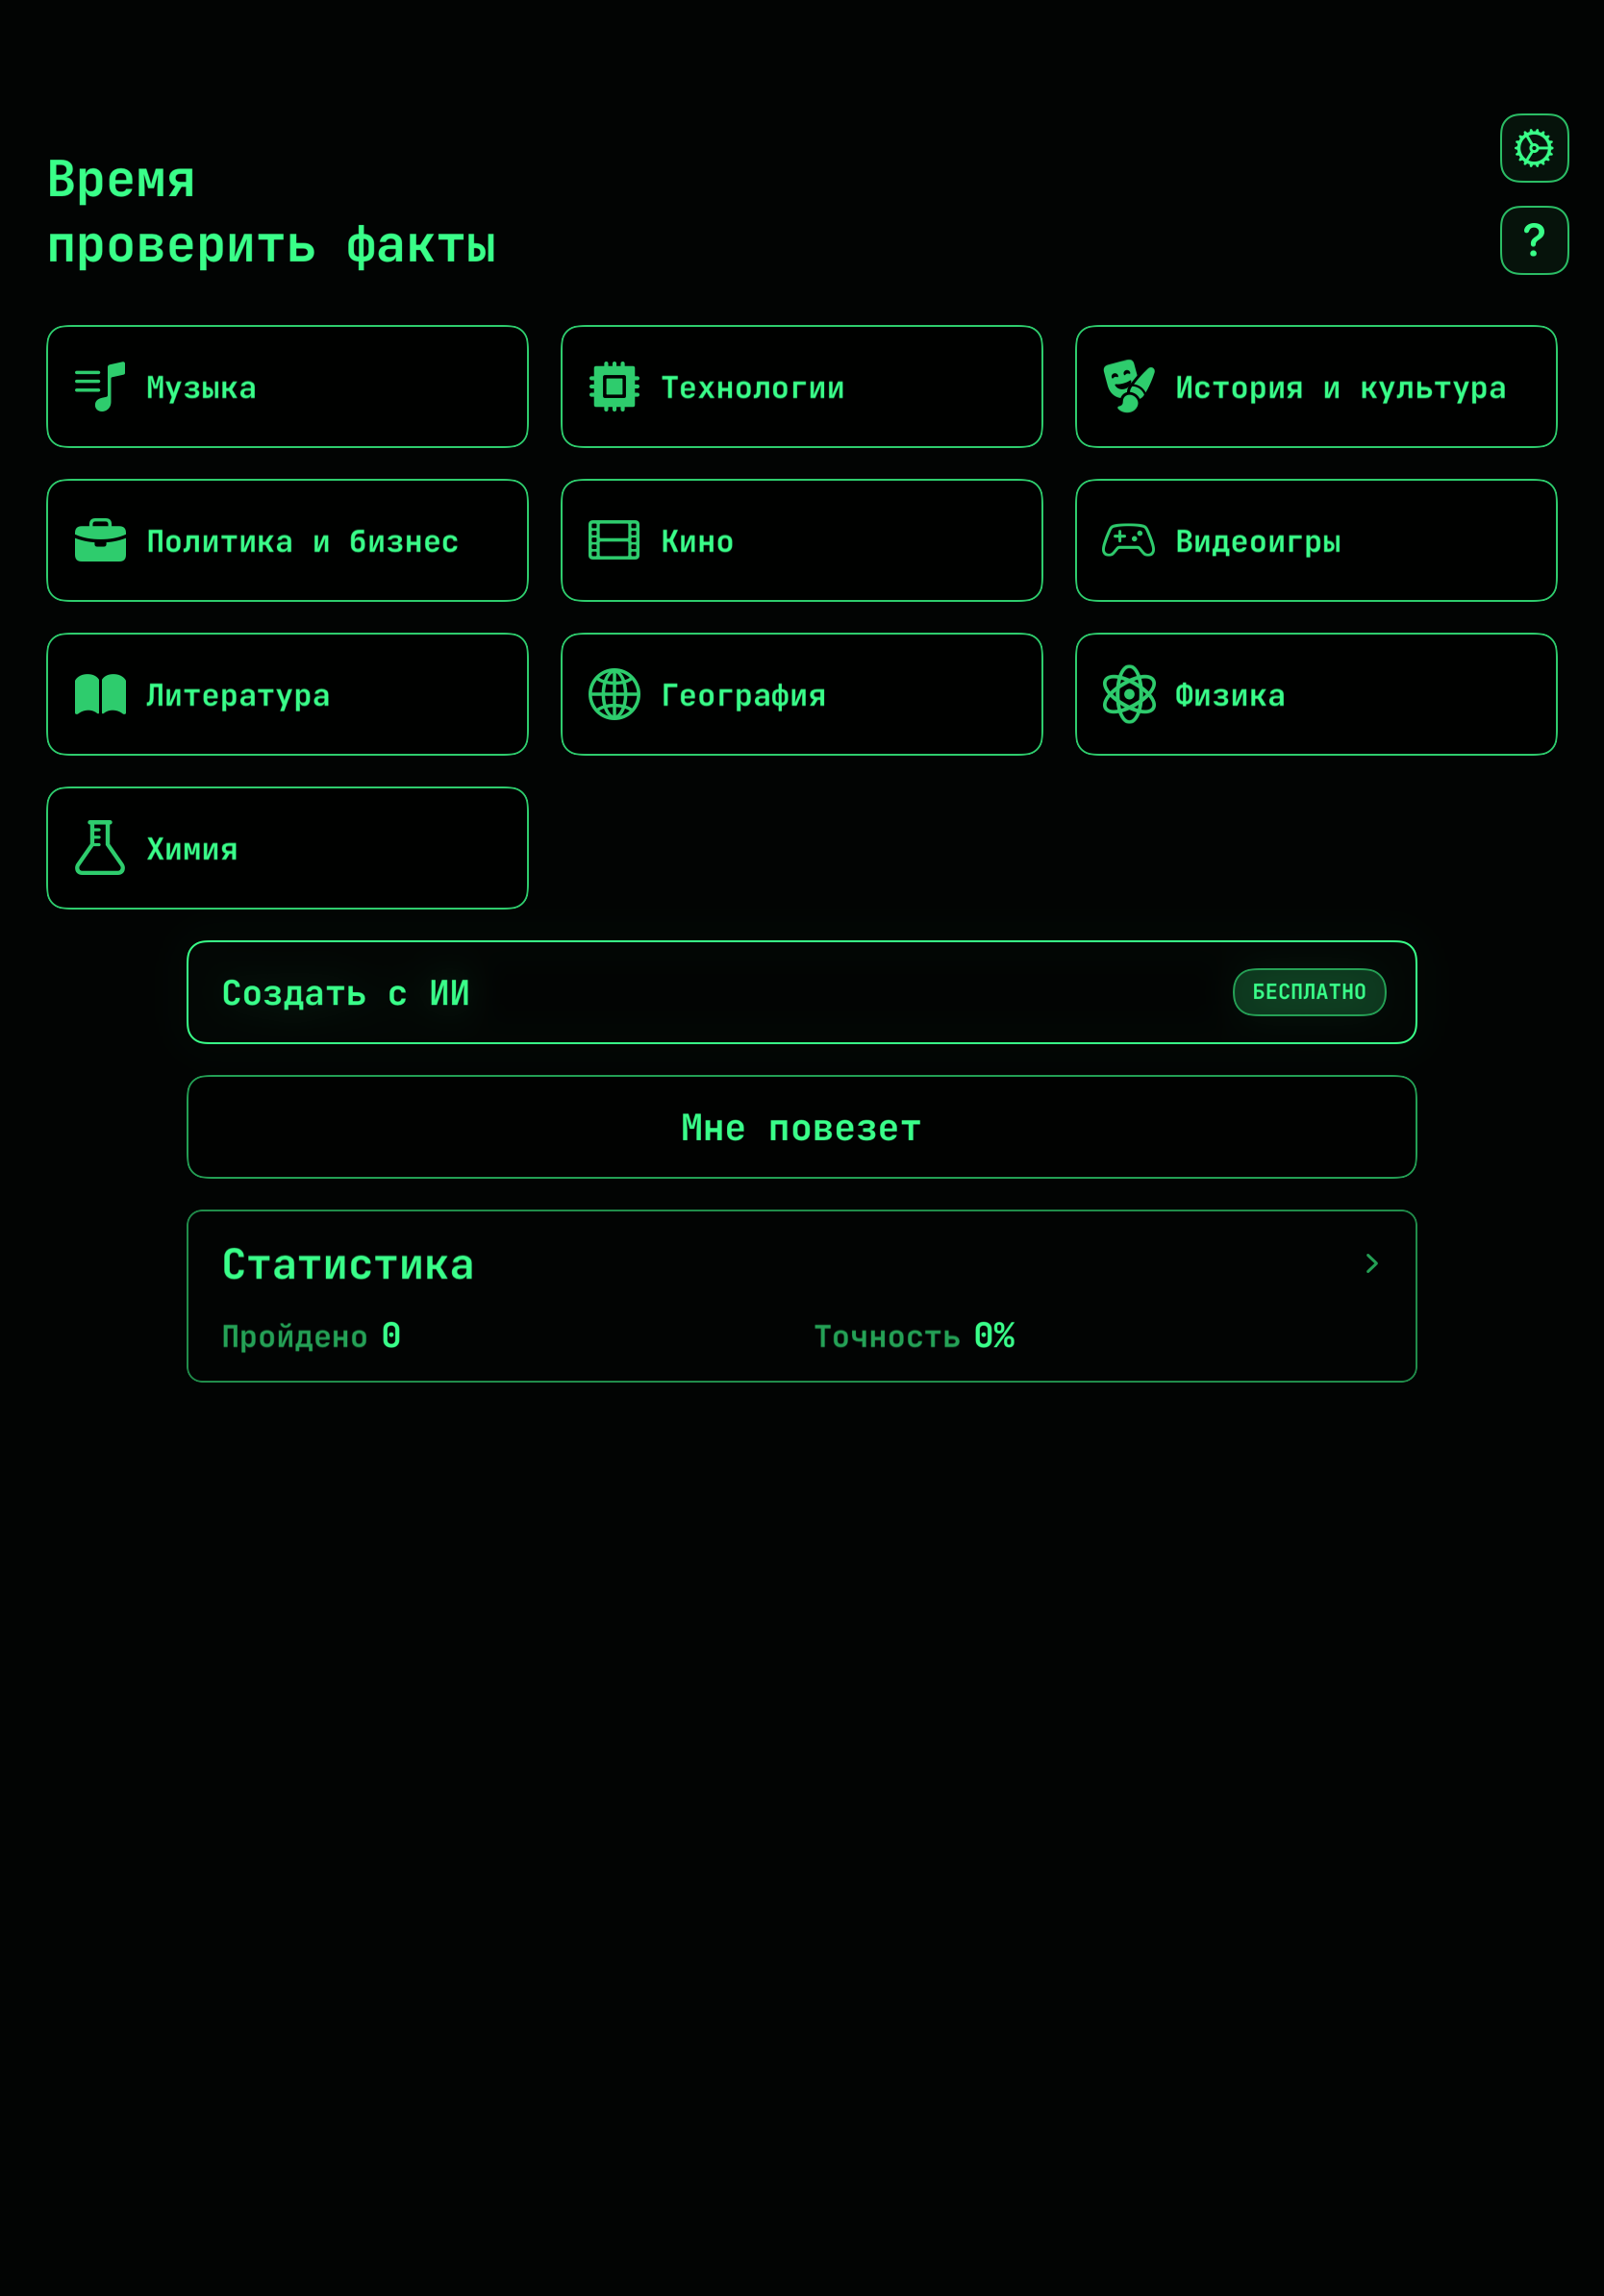 Время
проверить факты
?
Музыка
Технологии
История и культура
Политика и бизнес
Кино
Видеоигры
Литература
География
Физика
Химия
Создать с ИИ
БЕСПЛАТНО
Мне повезет
Статистика
Пройдено 0
Точность 0%